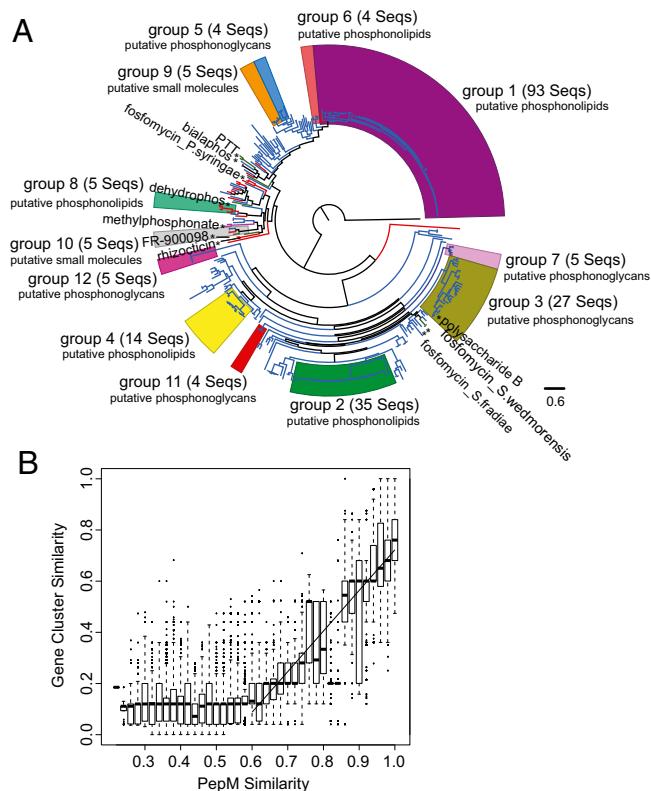 A
group 5 (4 Seqs)
putative phosphonoglycans
group 6 (4 Seqs)
putative phosphonolipids
group 9 (5 Seqs)
putative small molecules
group 1 (93 Seqs)
putative phosphonolipids
PTT*
bialaphos*
fosfomycin_P.syringae*
group 8 (5 Seqs)
putative phosphonolipids
dehydrophos*
methylphosphonate*
group 10 (5 Seqs)
putative small molecules
FR-900098*
rhizocticin*
group 12 (5 Seqs)
putative phosphonoglycans
group 7 (5 Seqs)
putative phosphonoglycans
group 3 (27 Seqs)
putative phosphonoglycans
group 4 (14 Seqs)
putative phosphonolipids
group 11 (4 Seqs)
putative phosphonoglycans
group 2 (35 Seqs)
putative phosphonolipids
*polysaccharide B
*fosfomycin_S.wedmorensis
*fosfomycin_S.fradiae
0.6
B
Gene Cluster Similarity
1.0
0.8
0.6
0.4
0.2
0.0
0.3 0.4 0.5 0.6 0.7 0.8 0.9 1.0
PepM Similarity